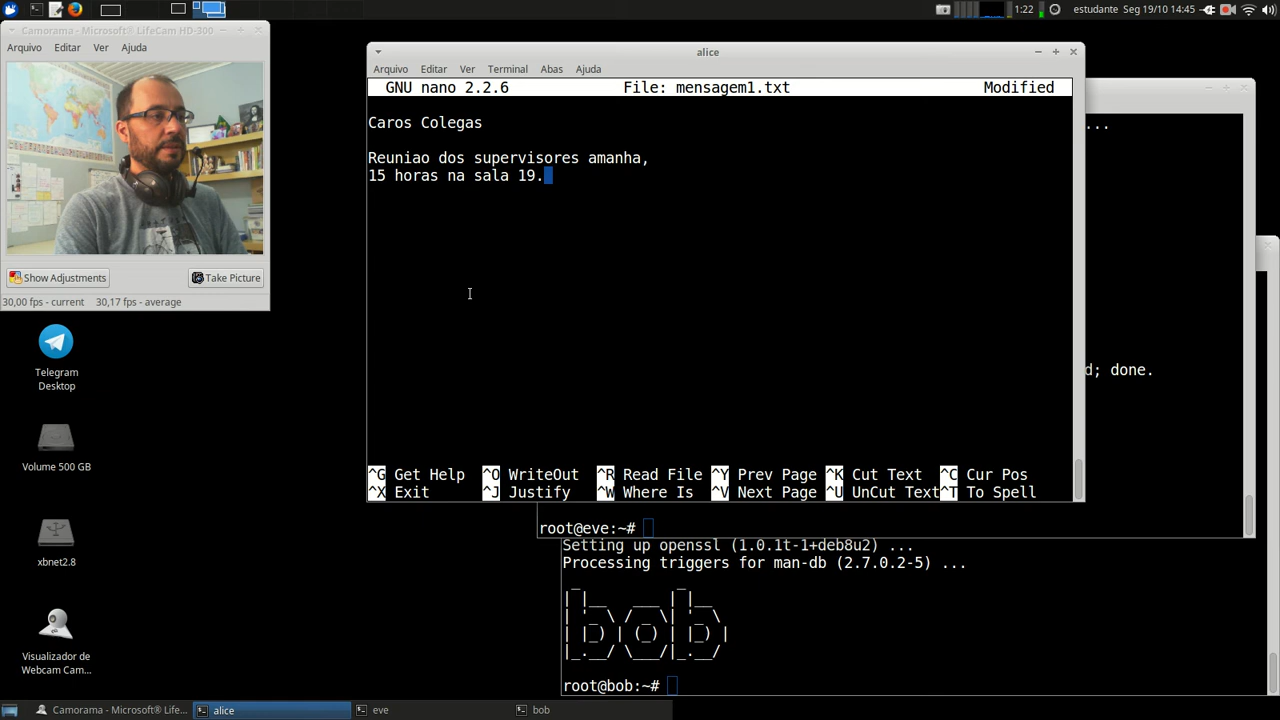 1:22
estudante
Seg 19/10 14:45
Camorama - Microsoft® LifeCam HD-300
Arquivo Editar Ver Ajuda
Show Adjustments
Take Picture
30,00 fps - current 30,17 fps - average
Telegram
Desktop
Volume 500 GB
xbnet2.8
Visualizador de
Webcam Cam...
alice
Arquivo Editar Ver Terminal Abas Ajuda
GNU nano 2.2.6 File: mensagem1.txt Modified
Caros Colegas
Reuniao dos supervisores amanha,
15 horas na sala 19.
^G Get Help ^O WriteOut ^R Read File ^Y Prev Page ^K Cut Text ^C Cur Pos
^X Exit ^J Justify ^W Where Is ^V Next Page ^U UnCut Text ^T To Spell
...
d; done.
root@eve:~#
Setting up openssl (1.0.1t-1+deb8u2) ...
Processing triggers for man-db (2.7.0.2-5) ...
bob
root@bob:~#
Camorama - Microsoft® Life...
alice
eve
bob